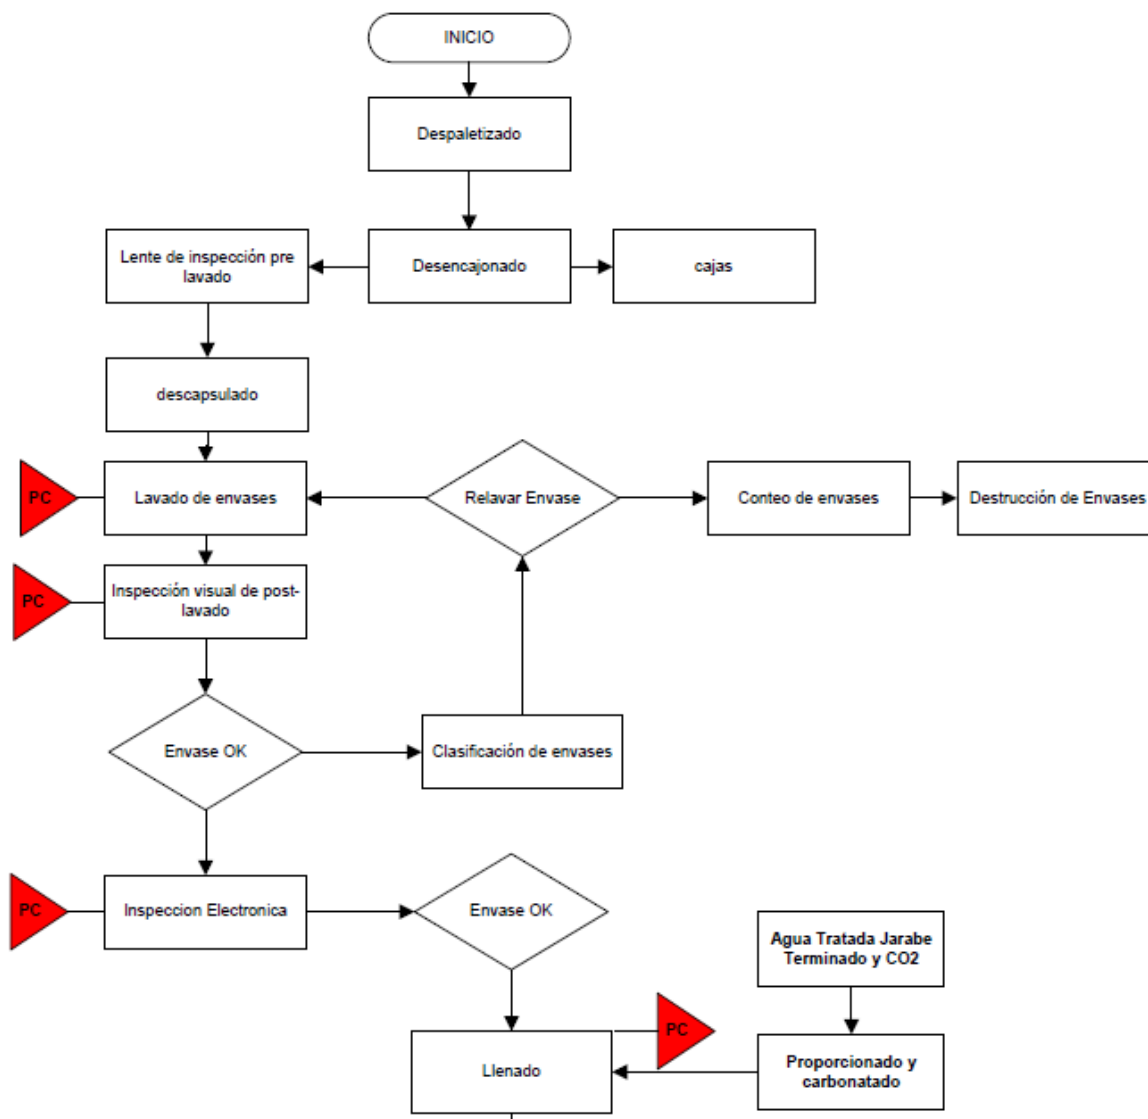 INICIO
Despaletizado
Lente de inspección pre
lavado
Desencajonado
cajas
descapsulado
PC
Lavado de envases
Relavar Envase
Conteo de envases
Destrucción de Envases
PC
Inspección visual de post-
lavado
Envase OK
Clasificación de envases
PC
Inspeccion Electronica
Envase OK
Agua Tratada Jarabe
Terminado y CO2
PC
Llenado
Proporcionado y
carbonatado